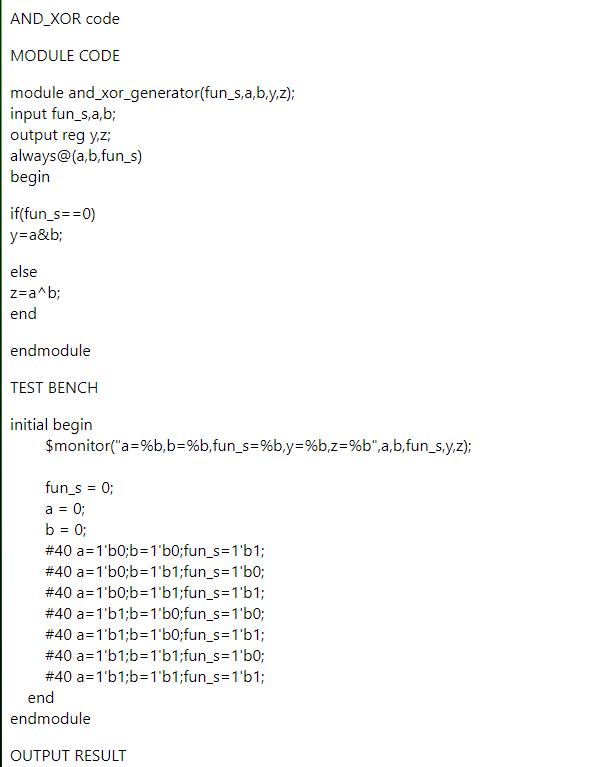 AND_XOR code
MODULE CODE
module and_xor_generator(fun_s,a,b,y,z);
input fun_s,a,b;
output reg y,z;
always@(a,b,fun_s)
begin
if(fun_s==0)
y=a&b;
else
z=a^b;
end
endmodule
TEST BENCH
initial begin
$monitor("a=%b,b=%b,fun_s=%b,y=%b,z=%b",a,b,fun_s,y,z);
fun_s = 0;
a = 0;
b = 0;
#40 a=1'b0;b=1'b0;fun_s=1'b1;
#40 a=1'b0;b=1'b1;fun_s=1'b0;
#40 a=1'b0;b=1'b1;fun_s=1'b1;
#40 a=1'b1;b=1'b0;fun_s=1'b0;
#40 a=1'b1;b=1'b0;fun_s=1'b1;
#40 a=1'b1;b=1'b1;fun_s=1'b0;
#40 a=1'b1;b=1'b1;fun_s=1'b1;
end
endmodule
OUTPUT RESULT